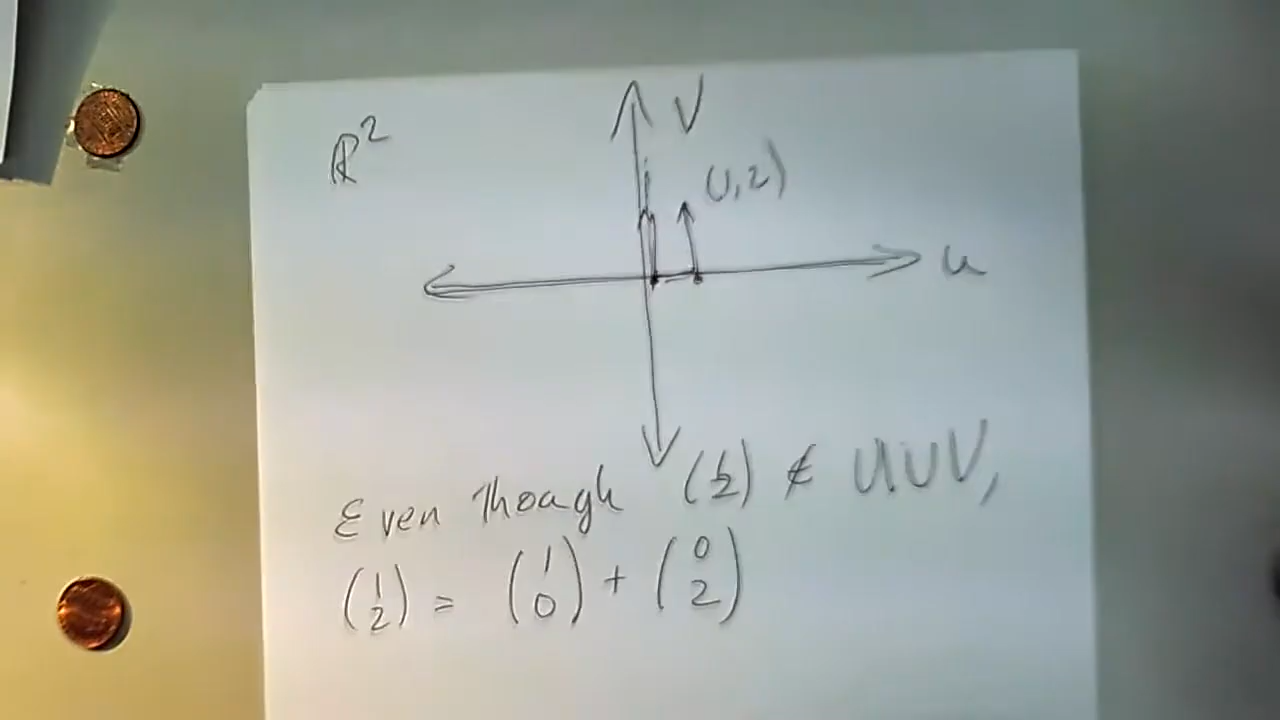 ℝ² V
(1,2)
u
Even though (1 2) ∉ U∪V,
(1 2) = (1 0) + (0 2)